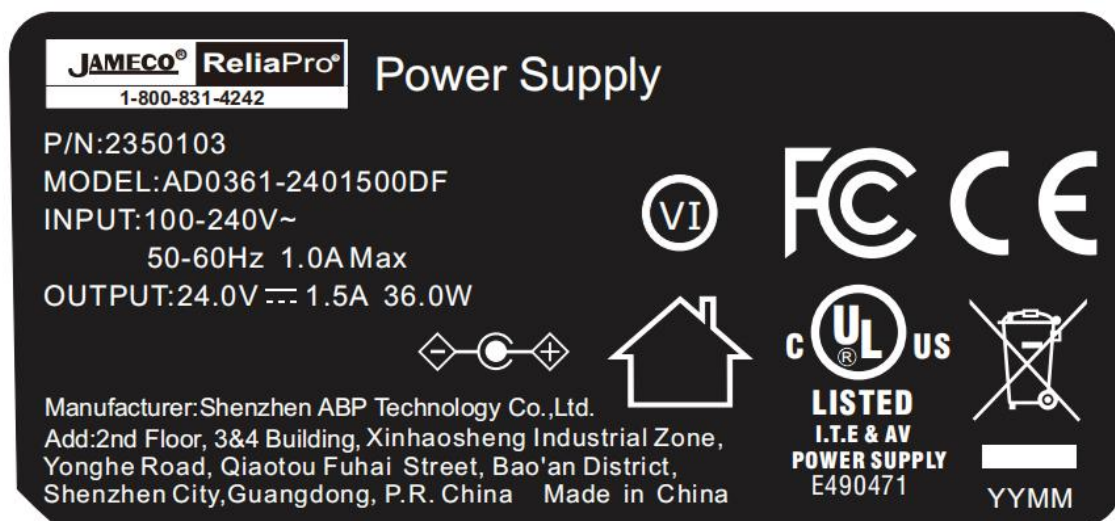 JAMECO® ReliaPro®
1-800-831-4242
Power Supply
P/N:2350103
MODEL:AD0361-2401500DF
INPUT:100-240V~
50-60Hz 1.0A Max
OUTPUT:24.0V⎓1.5A 36.0W
- +
VI
FC CE
C UL® US
LISTED
I.T.E & AV
POWER SUPPLY
E490471
YYMM
Manufacturer:Shenzhen ABP Technology Co.,Ltd.
Add:2nd Floor, 3&4 Building, Xinhaosheng Industrial Zone,
Yonghe Road, Qiaotou Fuhai Street, Bao'an District,
Shenzhen City,Guangdong, P.R. China Made in China